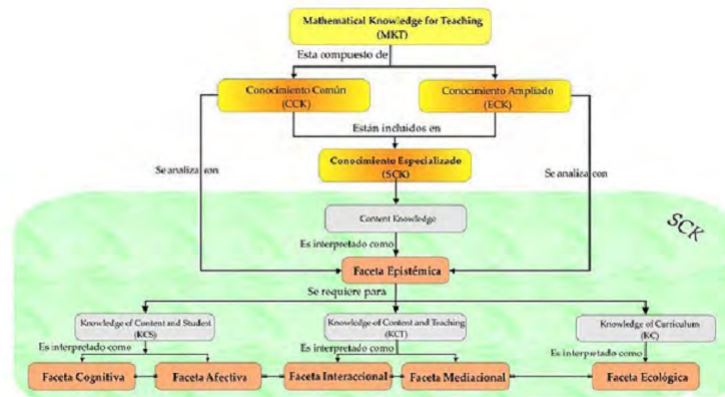 Mathematical Knowledge for Teaching
(MKT)
Esta compuesto de
Conocimiento Común
(CCK)
Conocimiento Ampliado
(ECK)
Están incluidos en
Se analiza con
Conocimiento Especializado
(SCK)
Se analiza con
Content Knowledge
SCK
Es interpretado como
Faceta Epistémica
Se requiere para
Knowledge of Content and Student
(KCS)
Knowledge of Content and Teaching
(KCT)
Knowledge of Curriculum
(KC)
Es interpretado como
Es interpretado como
Es interpretado como
Faceta Cognitiva
Faceta Afectiva
Faceta Interaccional
Faceta Mediacional
Faceta Ecológica